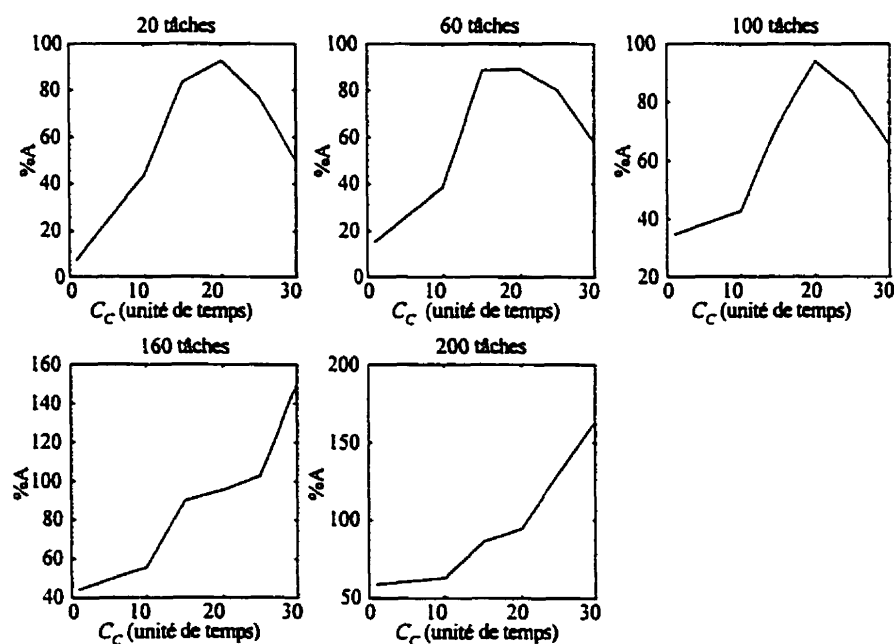 20 tâches
100
80
60
40
20
0
%A
0 10 20 30
C_C (unité de temps)
60 tâches
100
80
60
40
20
0
%A
0 10 20 30
C_C (unité de temps)
100 tâches
100
80
60
40
20
%A
0 10 20 30
C_C (unité de temps)
160 tâches
160
140
120
100
80
60
40
%A
0 10 20 30
C_C (unité de temps)
200 tâches
200
150
100
50
%A
0 10 20 30
C_C (unité de temps)